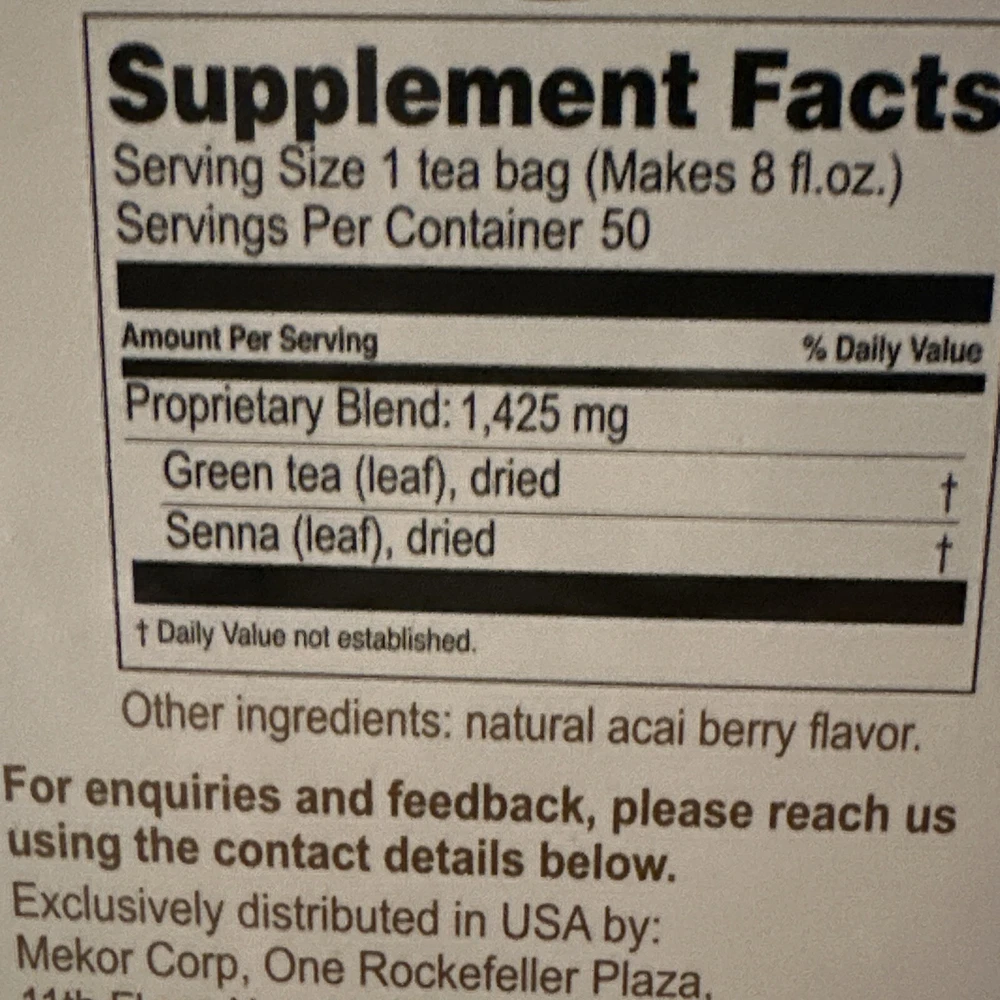 Supplement Facts
Serving Size 1 tea bag (Makes 8 fl.oz.)
Servings Per Container 50
Amount Per Serving % Daily Value
Proprietary Blend: 1,425 mg
Green tea (leaf), dried †
Senna (leaf), dried †
† Daily Value not established.
Other ingredients: natural acai berry flavor.
For enquiries and feedback, please reach us
using the contact details below.
Exclusively distributed in USA by:
Mekor Corp, One Rockefeller Plaza,
11th